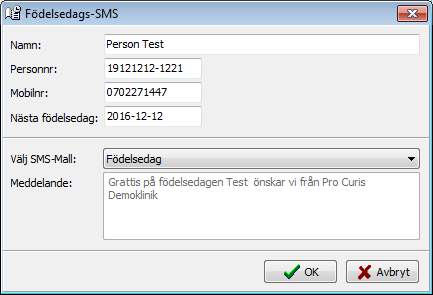 Födelsedags-SMS
Namn: Person Test
Personnr: 19121212-1221
Mobilnr: 0702271447
Nästa födelsedag: 2016-12-12
Välj SMS-Mall: Födelsedag
Meddelande: Grattis på födelsedagen Test  önskar vi från Pro Curis
Demoklinik
OK Avbryt